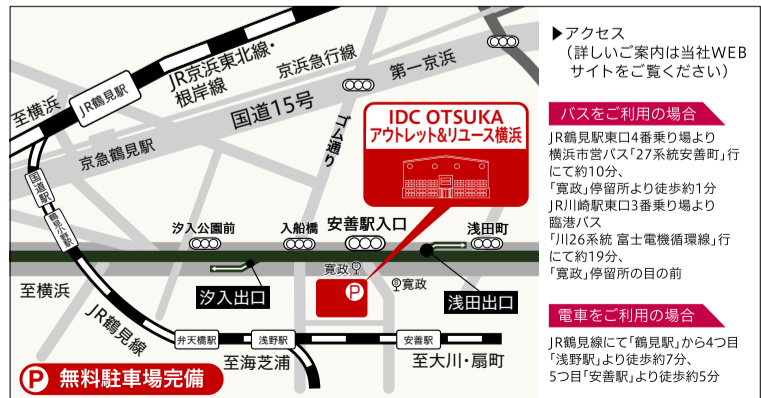 JR京浜東北線・
根岸線
京浜急行線
第一京浜
至横浜
JR鶴見駅
国道15号
ゴム通り
IDC OTSUKA
アウトレット&リユース横浜
京急鶴見駅
国道駅
鶴見小野駅
汐入公園前
入船橋
安善駅入口
浅田町
寛政
寛政
P
至横浜
汐入出口
浅田出口
JR鶴見線
弁天橋駅
浅野駅
安善駅
至海芝浦
至大川・扇町
P 無料駐車場完備
▶アクセス
（詳しいご案内は当社WEB
サイトをご覧ください）
バスをご利用の場合
JR鶴見駅東口4番乗り場より
横浜市営バス「27系統安善町」行
にて約10分、
「寛政」停留所より徒歩約1分
JR川崎駅東口3番乗り場より
臨港バス
「川26系統 富士電機循環線」行
にて約19分、
「寛政」停留所の目の前
電車をご利用の場合
JR鶴見線にて「鶴見駅」から4つ目
「浅野駅」より徒歩約7分、
5つ目「安善駅」より徒歩約5分